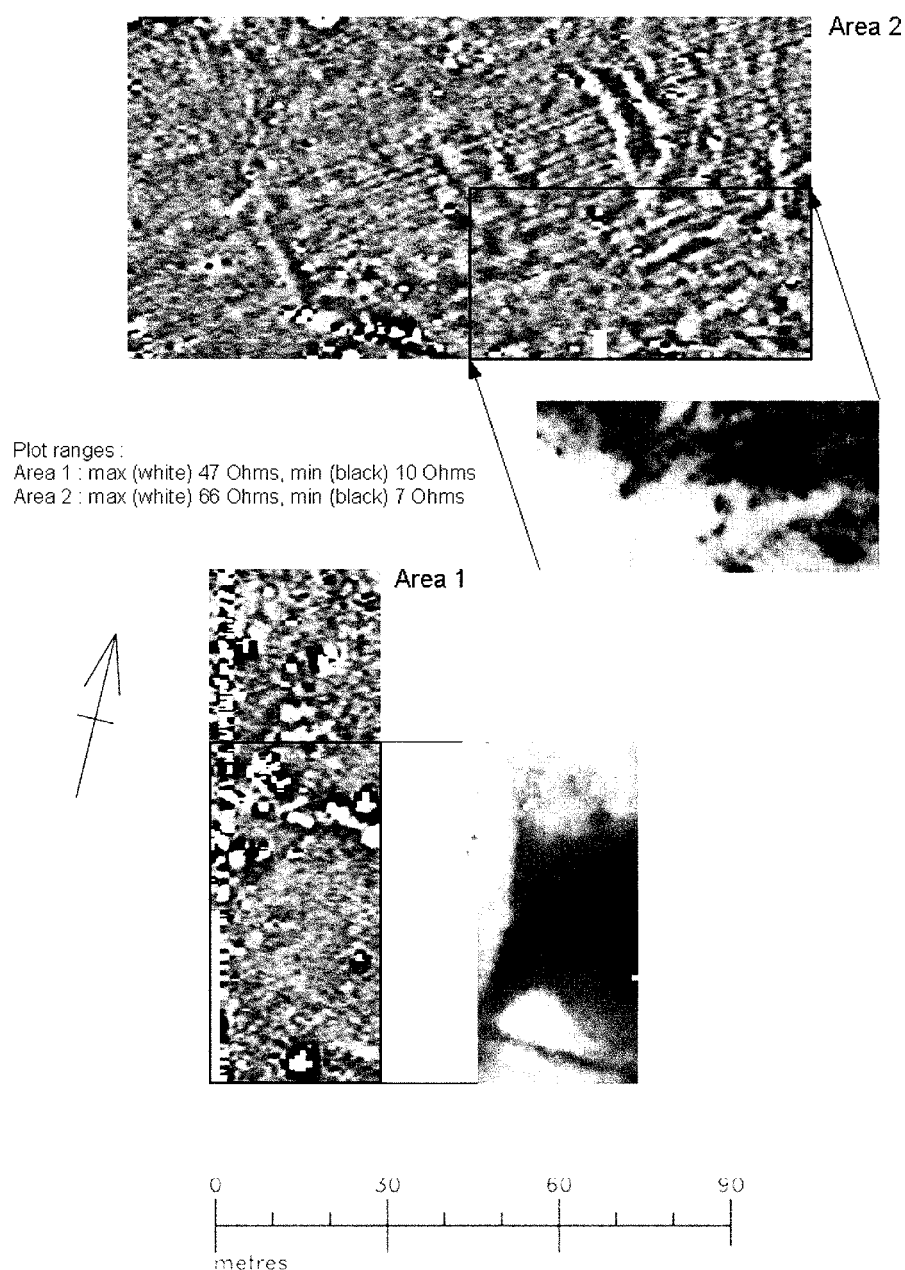 Area 2
Plot ranges :
Area 1 : max (white) 47 Ohms, min (black) 10 Ohms
Area 2 : max (white) 66 Ohms, min (black) 7 Ohms
Area 1
0 30 60 90
metres